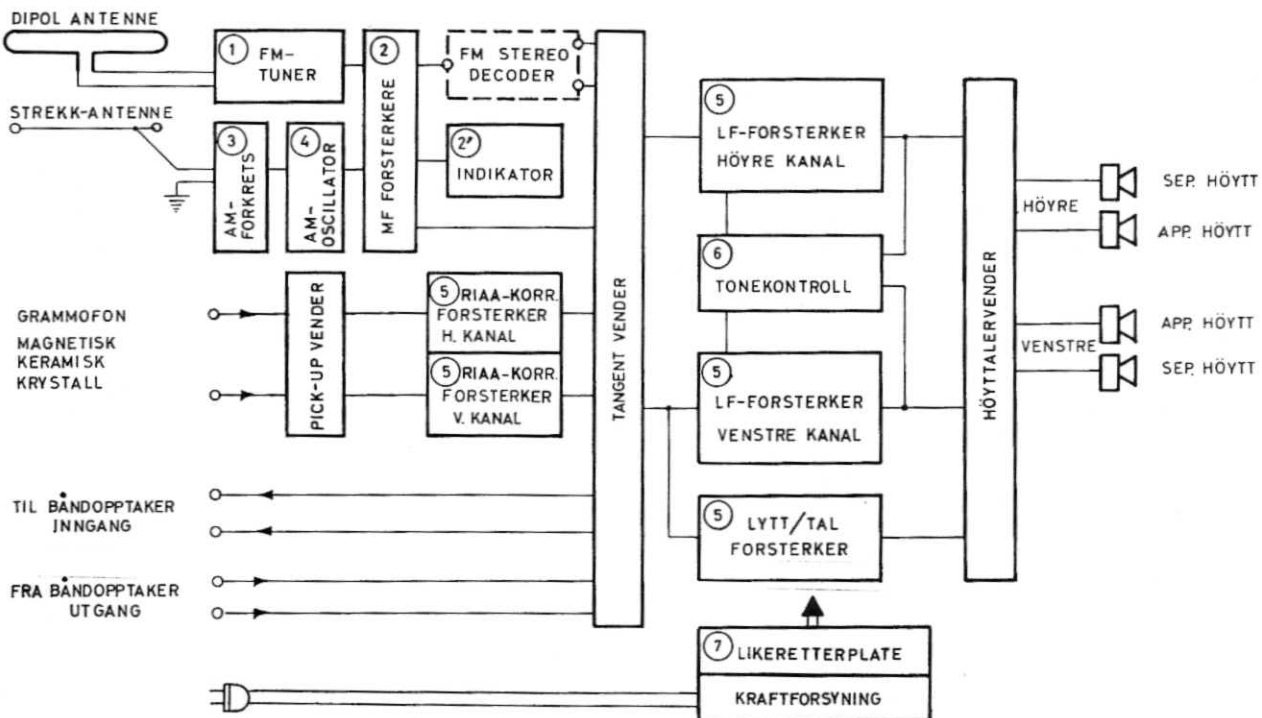 DIPOL ANTENNE
1 FM-
TUNER
2
MF FORSTERKERE
FM STEREO
DECODER
STREKK-ANTENNE
3
AM-
FORKRETS
4
AM-
OSCILLATOR
2"
INDIKATOR
GRAMMOFON
MAGNETISK
KERAMISK
KRYSTALL
PICK-UP VENDER
5 RIAA-KORR.
FORSTERKER
H. KANAL
5 RIAA-KORR.
FORSTERKER
V. KANAL
TIL BÅNDOPPTAKER
INNGANG
FRA BÅNDOPPTAKER
UTGANG
TANGENT VENDER
5
LF-FORSTERKER
HÖYRE KANAL
6
TONEKONTROLL
5
LF-FORSTERKER
VENSTRE KANAL
5 LYTT/TAL
FORSTERKER
7 LIKERETTERPLATE
KRAFTFORSYNING
HÖYTTALERVENDER
HÖYRE
SEP. HÖYTT
APP. HÖYTT
VENSTRE
APP. HÖYTT
SEP. HÖYTT